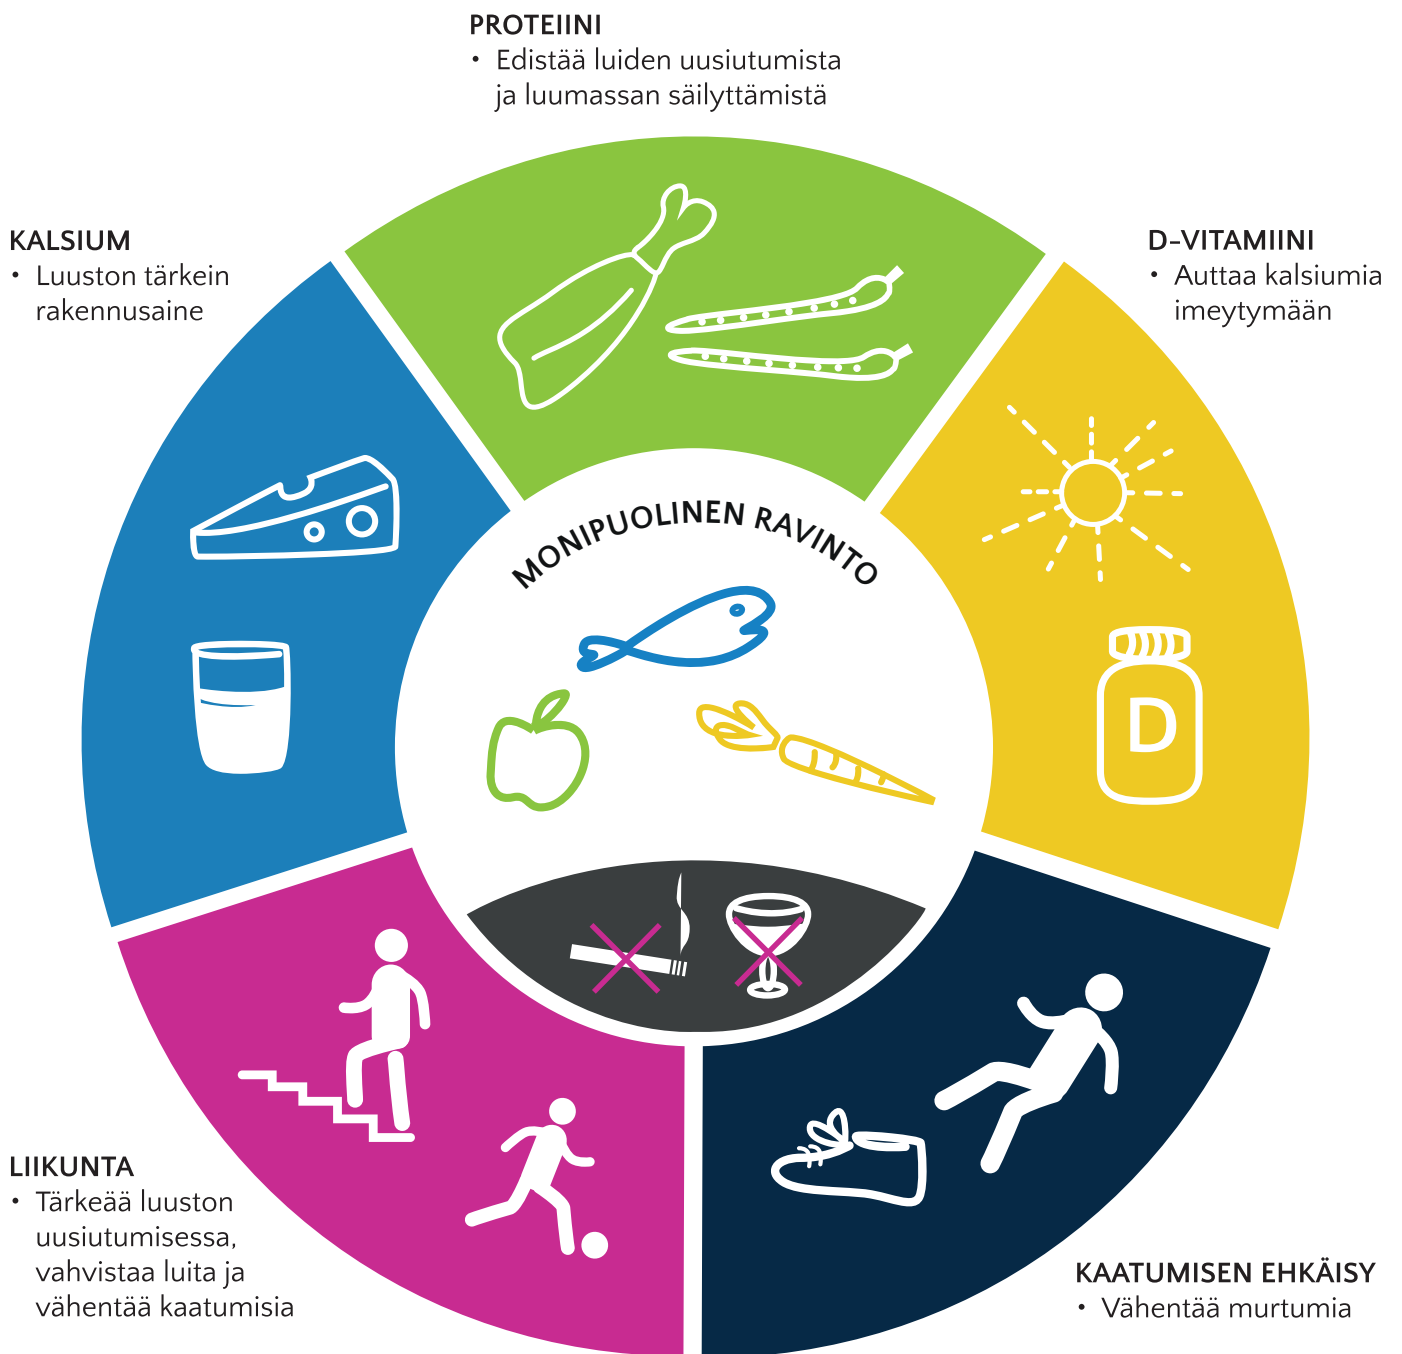 PROTEIINI
• Edistää luiden uusiutumista
ja luumassan säilyttämistä
KALSIUM
• Luuston tärkein
rakennusaine
D-VITAMIINI
• Auttaa kalsiumia
imeytymään
MONIPUOLINEN RAVINTO
D
LIIKUNTA
• Tärkeää luuston
uusiutumisessa,
vahvistaa luita ja
vähentää kaatumisia
KAATUMISEN EHKÄISY
• Vähentää murtumia